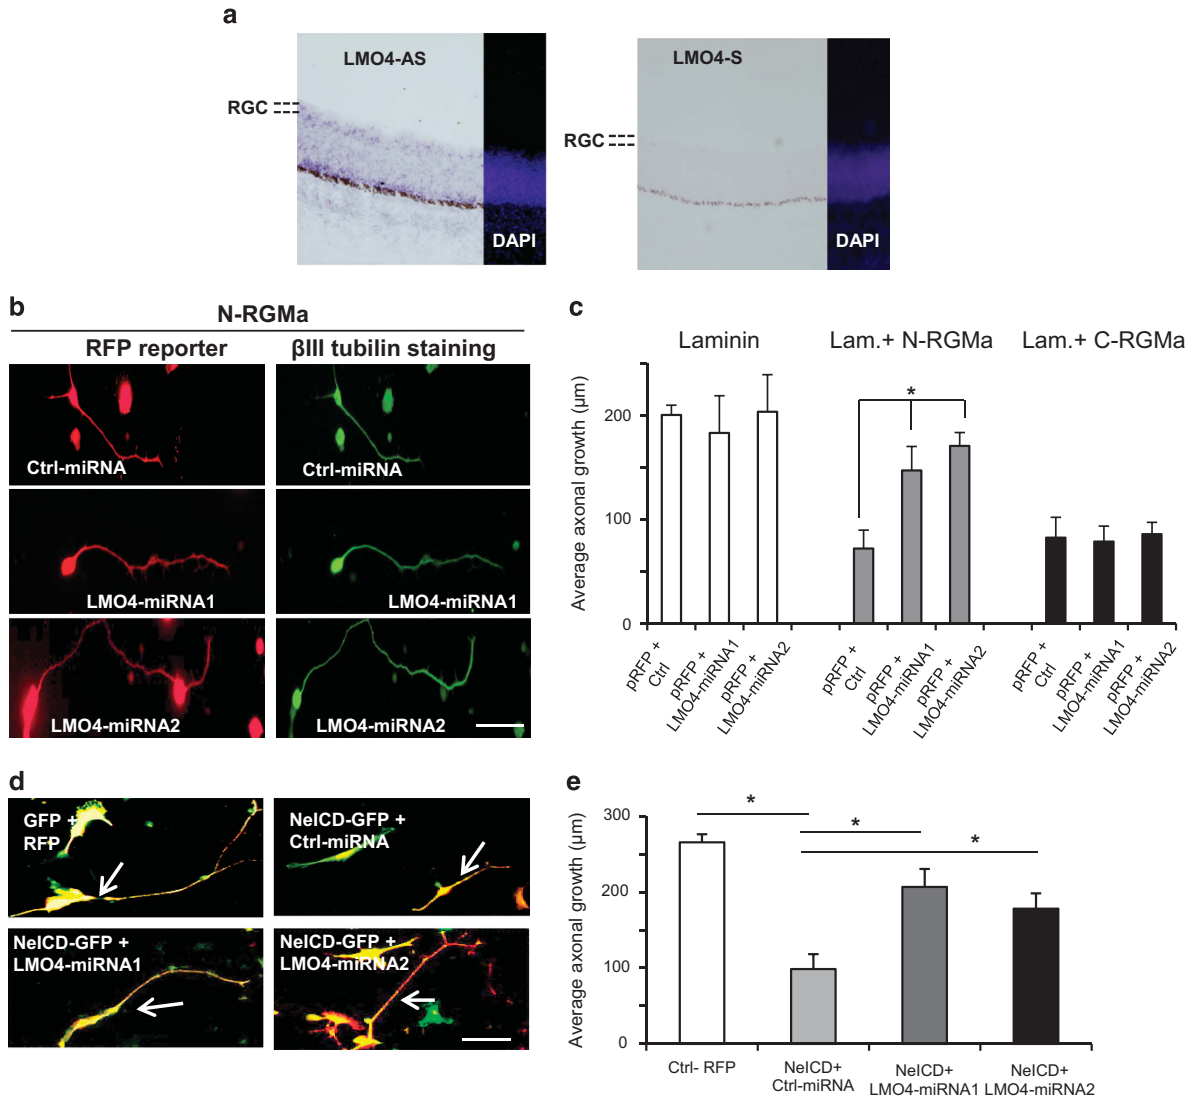 a
LMO4-AS
RGC
DAPI
LMO4-S
RGC
DAPI
b
N-RGMa
RFP reporter
βIII tubilin staining
Ctrl-miRNA
Ctrl-miRNA
LMO4-miRNA1
LMO4-miRNA1
LMO4-miRNA2
LMO4-miRNA2
c
Laminin
Lam.+ N-RGMa
Lam.+ C-RGMa
Average axonal growth (µm)
200
100
0
*
pRFP +
Ctrl
pRFP +
LMO4-miRNA1
pRFP +
LMO4-miRNA2
pRFP +
Ctrl
pRFP +
LMO4-miRNA1
pRFP +
LMO4-miRNA2
pRFP +
Ctrl
pRFP +
LMO4-miRNA1
pRFP +
LMO4-miRNA2
d
GFP +
RFP
NeICD-GFP +
Ctrl-miRNA
NeICD-GFP +
LMO4-miRNA1
NeICD-GFP +
LMO4-miRNA2
e
Average axonal growth (µm)
300
200
100
0
*
*
*
Ctrl- RFP
NeICD+
Ctrl-miRNA
NeICD+
LMO4-miRNA1
NeICD+
LMO4-miRNA2